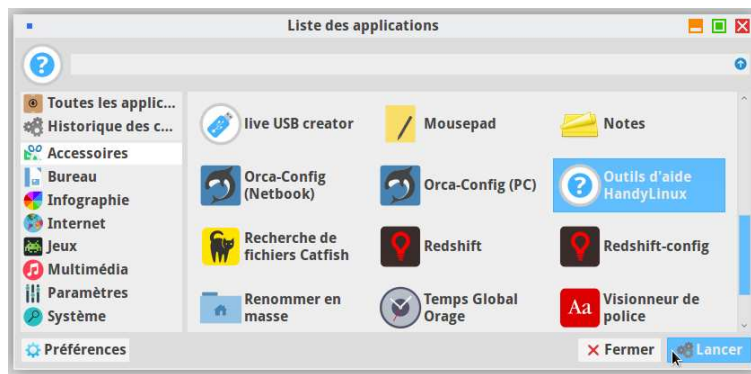 Liste des applications
Toutes les applic...
Historique des c...
Accessoires
Bureau
Infographie
Internet
Jeux
Multimédia
Paramètres
Système
live USB creator
Mousepad
Notes
Orca-Config
(Netbook)
Orca-Config (PC)
Outils d'aide
HandyLinux
Recherche de
fichiers Catfish
Redshift
Redshift-config
Renommer en
masse
Temps Global
Orage
Aa
Visionneur de
police
Préférences
Fermer
Lancer